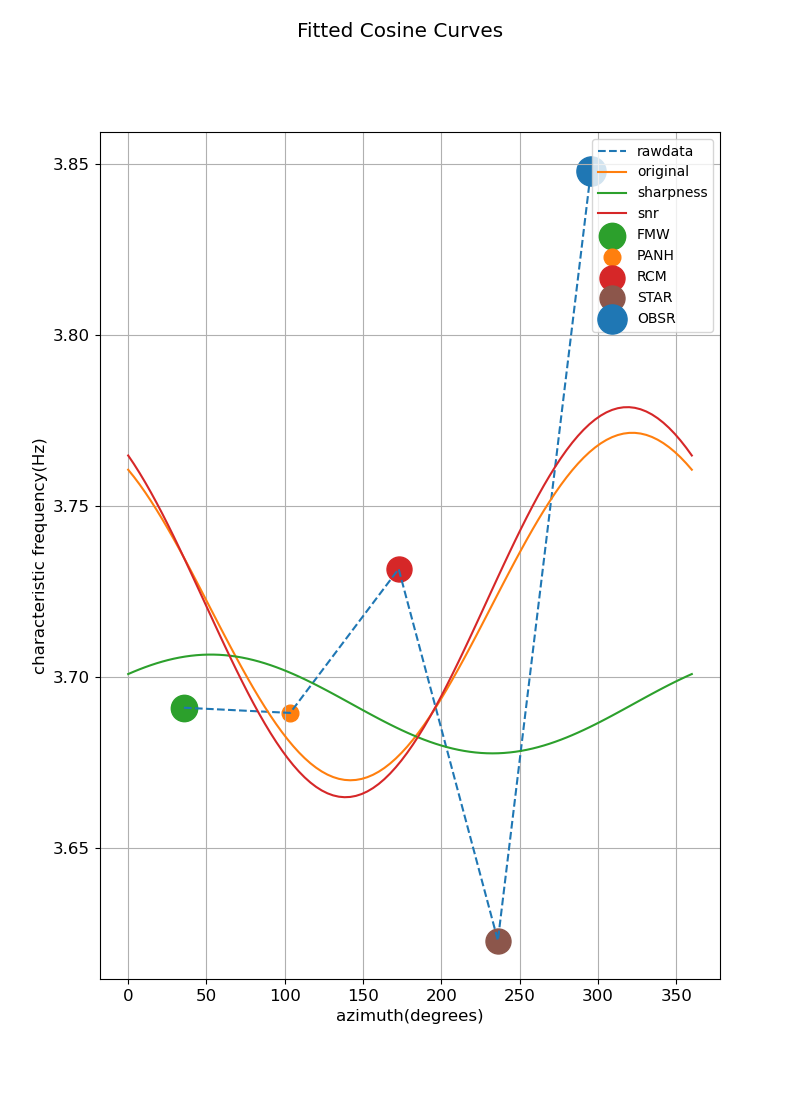 Fitted Cosine Curves
3.85
3.80
3.75
3.70
3.65
characteristic frequency(Hz)
rawdata
original
sharpness
snr
FMW
PANH
RCM
STAR
OBSR
0 50 100 150 200 250 300 350
azimuth(degrees)